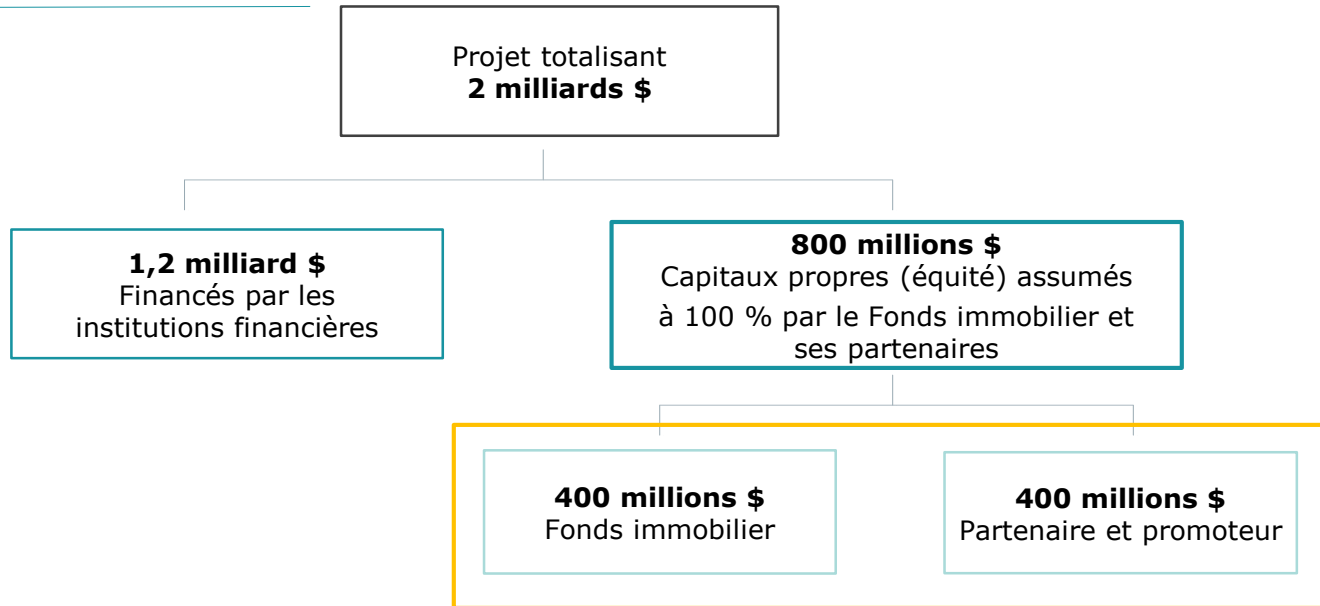 Projet totalisant
2 milliards $
1,2 milliard $
Financés par les
institutions financières
800 millions $
Capitaux propres (équité) assumés
à 100 % par le Fonds immobilier et
ses partenaires
400 millions $
Fonds immobilier
400 millions $
Partenaire et promoteur